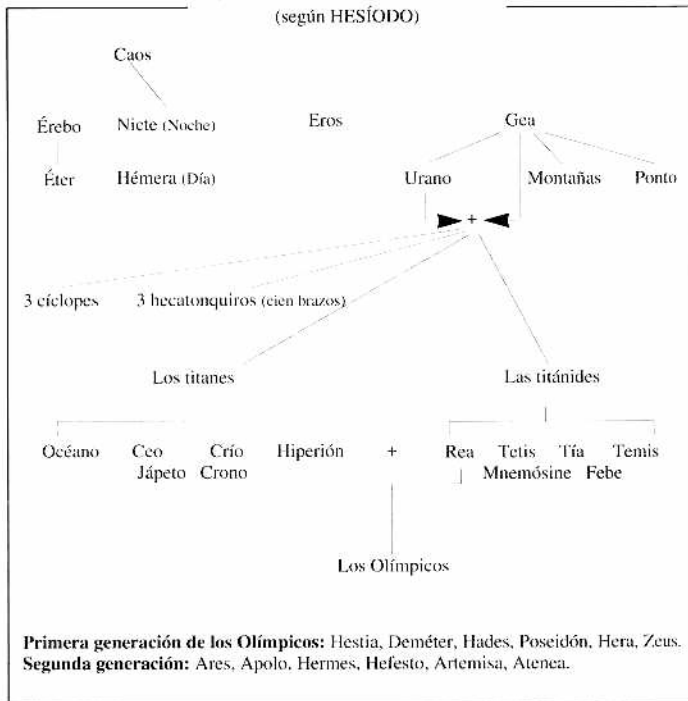 (según HESÍODO)
Caos
Érebo Nicte (Noche) Eros Gea
Éter Hémera (Día) Urano Montañas Ponto
+
3 cíclopes 3 hecatonquiros (cien brazos)
Los titanes Las titánides
Océano Ceo Crío Hiperión + Rea Tetis Tía Temis
Jápeto Crono Mnemósine Febe
Los Olímpicos
Primera generación de los Olímpicos: Hestia, Deméter, Hades, Poseidón, Hera, Zeus.
Segunda generación: Ares, Apolo, Hermes, Hefesto, Artemisa, Atenea.